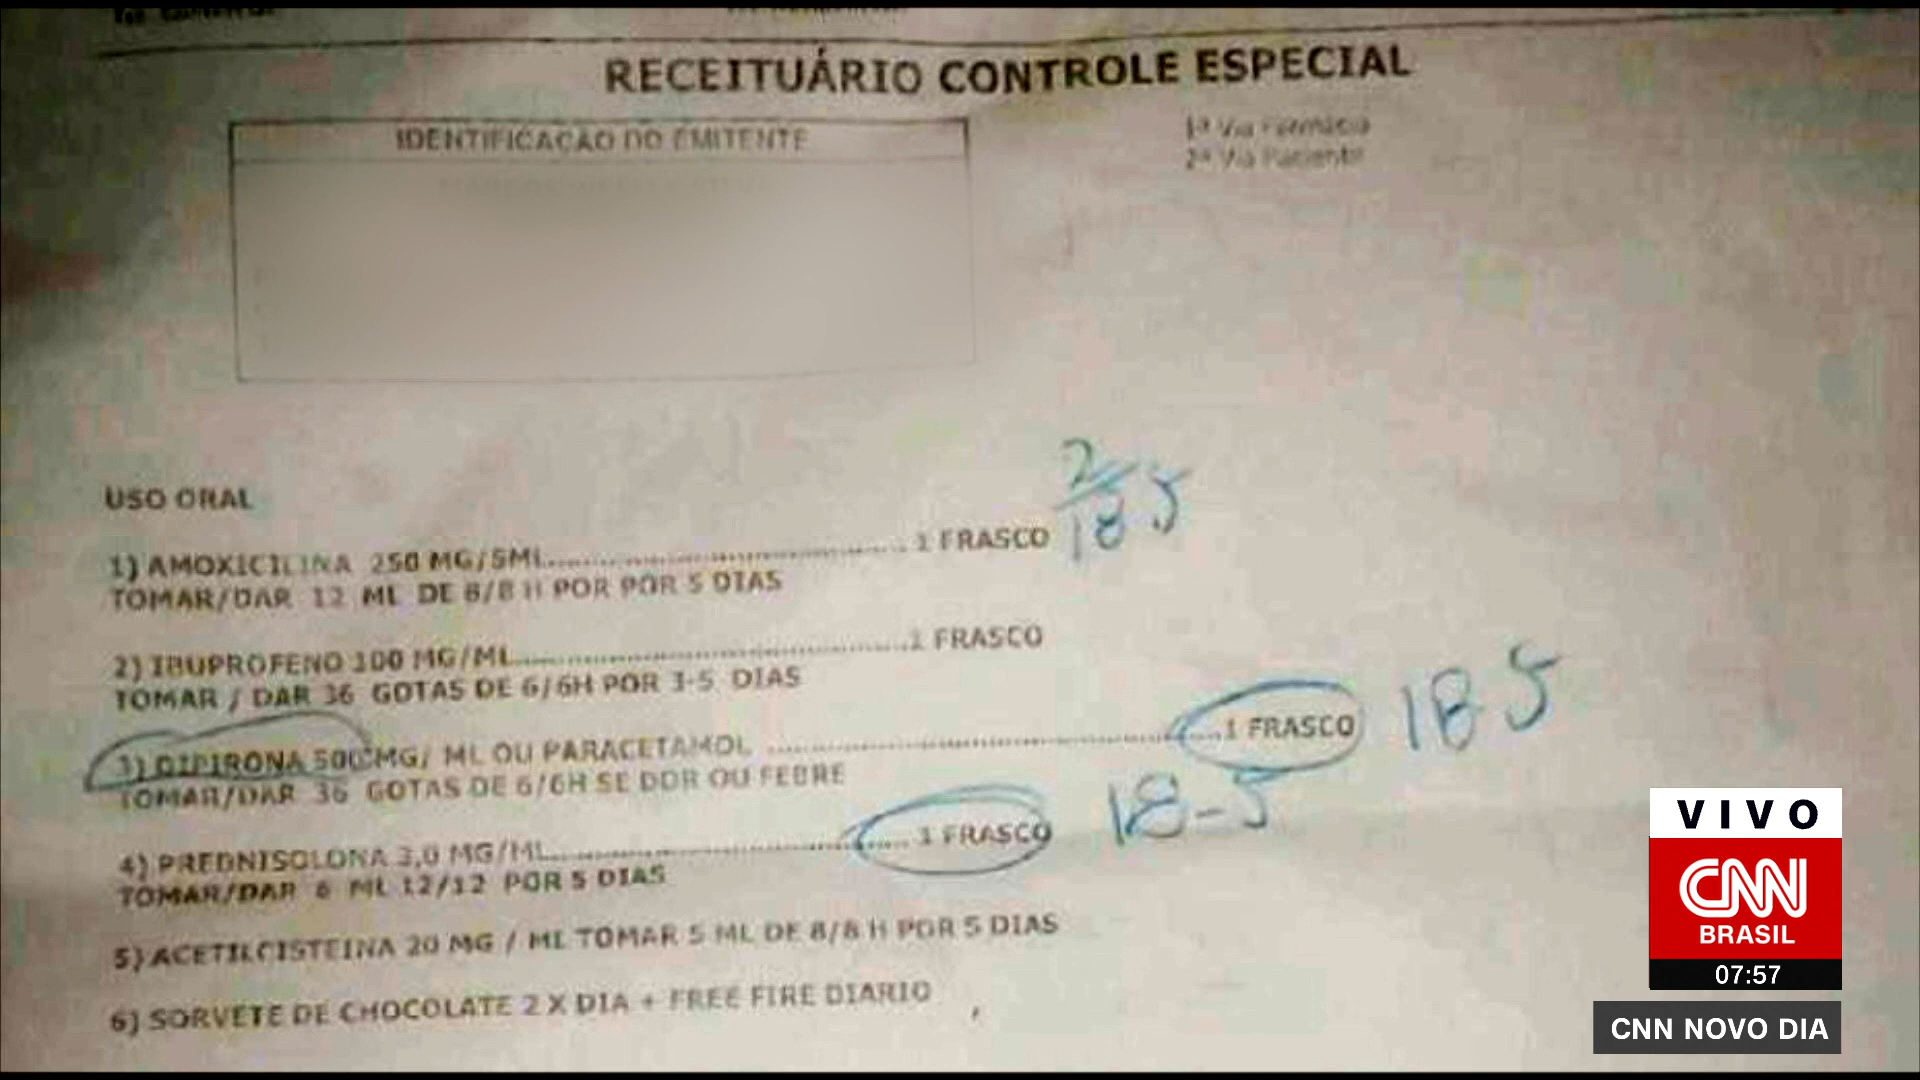 RECEITUÁRIO CONTROLE ESPECIAL
IDENTIFICAÇÃO DO EMITENTE
1ª Via Farmácia
2ª Via Paciente
USO ORAL
2
18 5
1) AMOXICILINA 250 MG/5ML................................1 FRASCO
TOMAR/DAR 12 ML DE 8/8 H POR POR 5 DIAS
2) IBUPROFENO 100 MG/ML................................1 FRASCO
TOMAR / DAR 36 GOTAS DE 6/6H POR 3-5 DIAS
3) DIPIRONA 500MG/ ML OU PARACETAMOL ................................1 FRASCO 18 5
TOMAR/DAR 36 GOTAS DE 6/6H SE DOR OU FEBRE
4) PREDNISOLONA 3,0 MG/ML................................ 1 FRASCO 18-5
TOMAR/DAR 6 ML 12/12 POR 5 DIAS
5) ACETILCISTEINA 20 MG / ML TOMAR 5 ML DE 8/8 H POR 5 DIAS
6) SORVETE DE CHOCOLATE 2 X DIA + FREE FIRE DIARIO
VIVO
CNN
BRASIL
07:57
CNN NOVO DIA